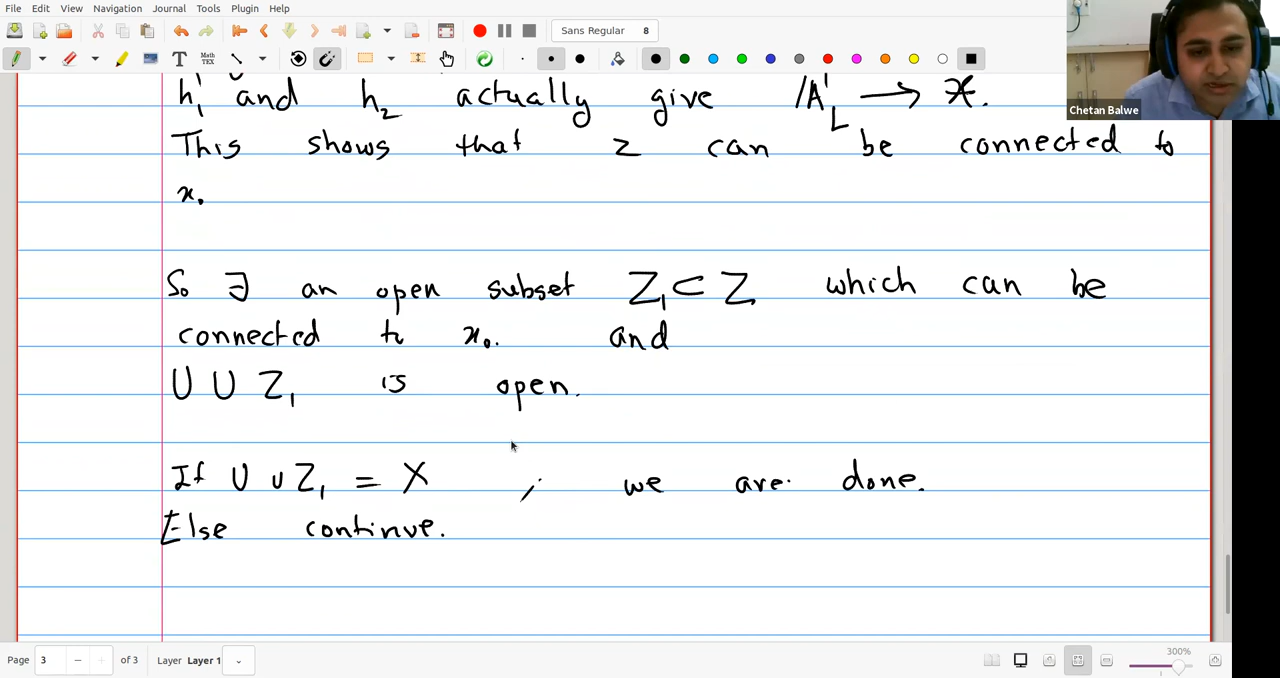 File Edit View Navigation Journal Tools Plugin Help
Sans Regular 8
Chetan Balwe
h₁' and h₂ actually give 𝔸¹_L → 𝒳.
This shows that z can be connected to
x₀
So ∃ an open subset Z₁ ⊂ Z which can be
connected to x₀. and
U ∪ Z₁ is open.
If U ∪ Z₁ = X , we are done.
Else continue.
Page 3 of 3 Layer Layer 1 300%